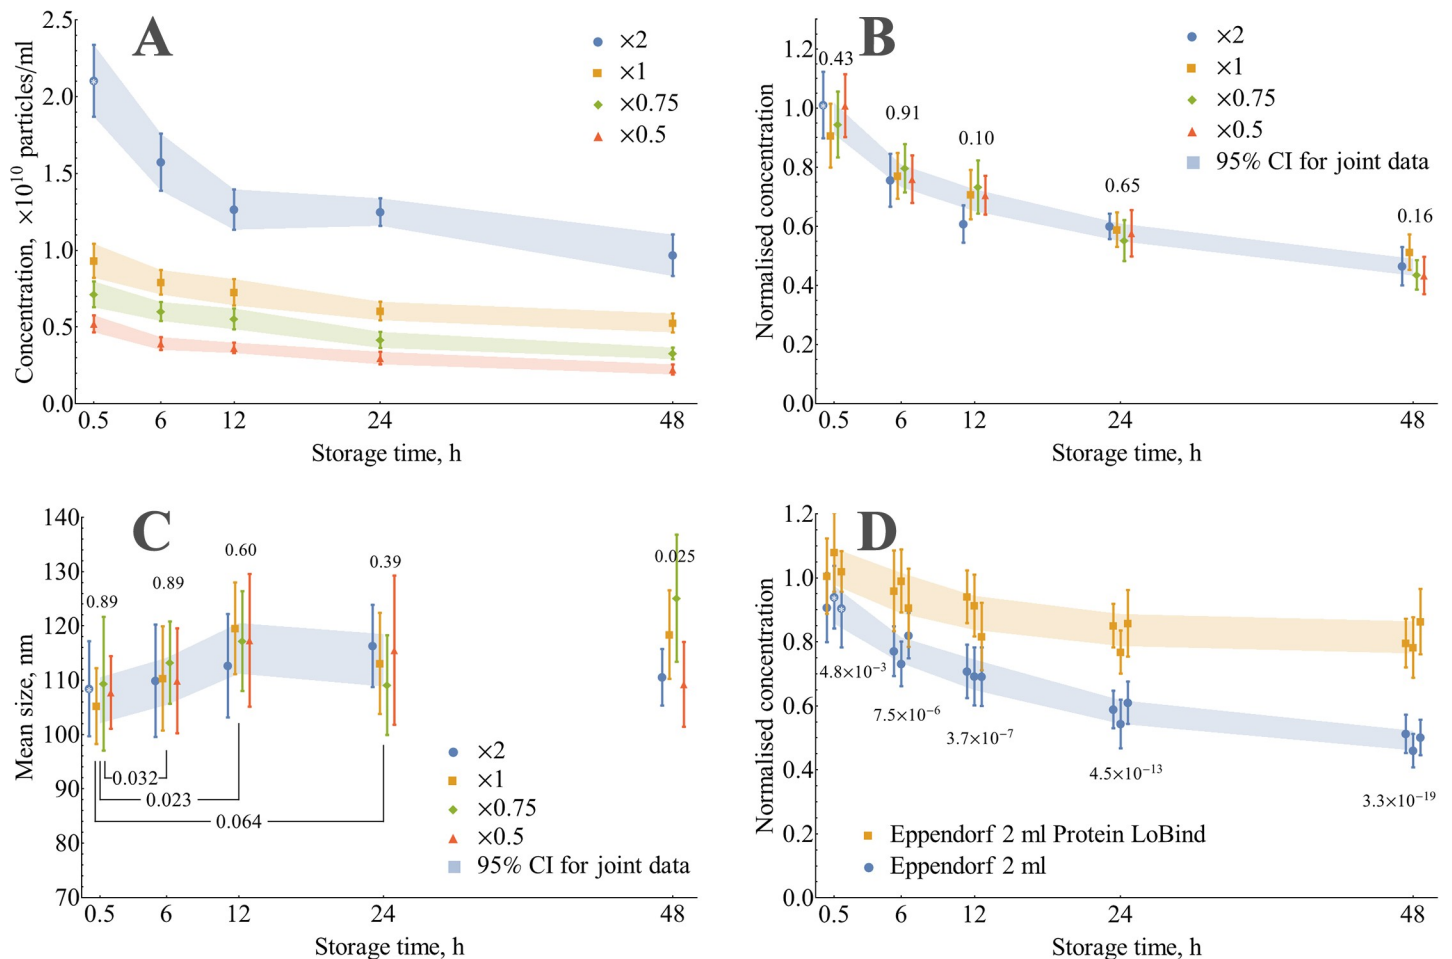 A
2.5
2.0
1.5
1.0
0.5
0.0
Concentration, ×10¹⁰ particles/ml
×2
×1
×0.75
×0.5
0.5 6 12 24 48
Storage time, h
B
1.2
1.0
0.8
0.6
0.4
0.2
0.0
Normalised concentration
0.43
0.91
0.10
0.65
0.16
×2
×1
×0.75
×0.5
95% CI for joint data
0.5 6 12 24 48
Storage time, h
C
140
130
120
110
100
90
80
70
Mean size, nm
0.89
0.89
0.60
0.39
0.025
0.032
0.023
0.064
×2
×1
×0.75
×0.5
95% CI for joint data
0.5 6 12 24 48
Storage time, h
D
1.2
1.0
0.8
0.6
0.4
0.2
0.0
Normalised concentration
4.8×10⁻³
7.5×10⁻⁶
3.7×10⁻⁷
4.5×10⁻¹³
3.3×10⁻¹⁹
Eppendorf 2 ml Protein LoBind
Eppendorf 2 ml
0.5 6 12 24 48
Storage time, h